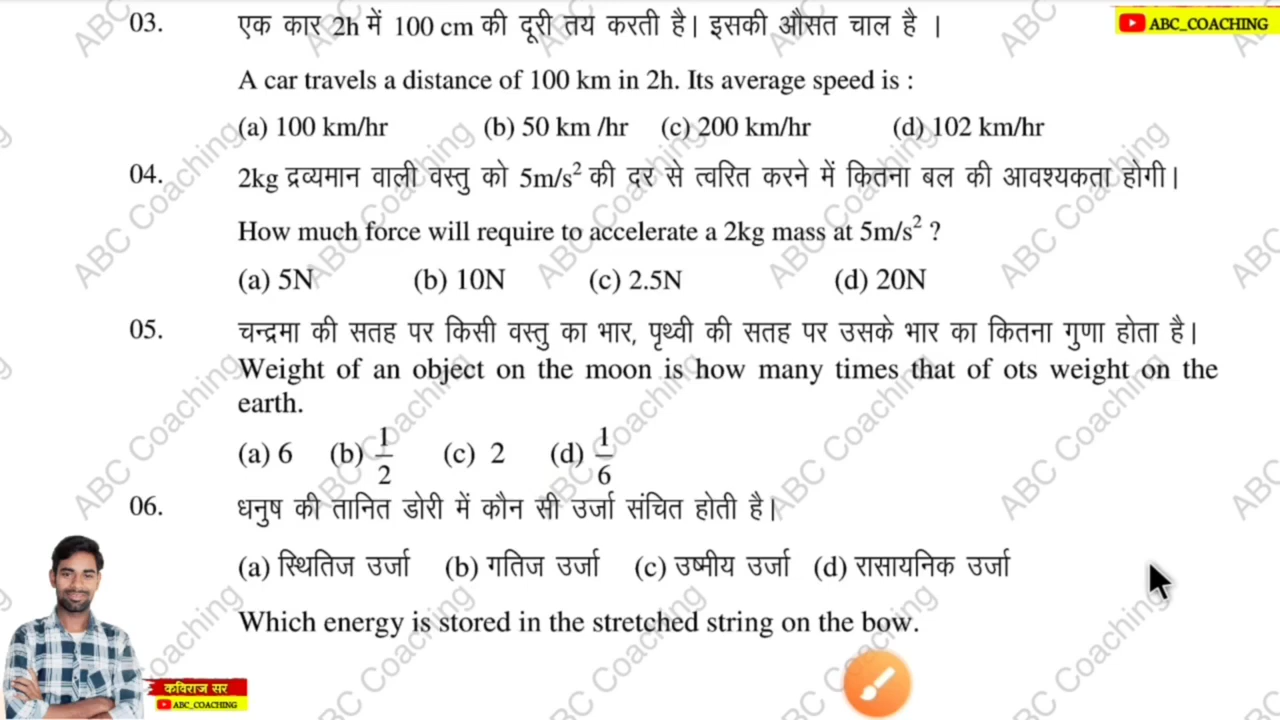 03. एक कार 2h में 100 cm की दूरी तय करती है। इसकी औसत चाल है ।
ABC_COACHING
A car travels a distance of 100 km in 2h. Its average speed is :
(a) 100 km/hr (b) 50 km /hr (c) 200 km/hr (d) 102 km/hr
04. 2kg द्रव्यमान वाली वस्तु को 5m/s² की दर से त्वरित करने में कितना बल की आवश्यकता होगी।
How much force will require to accelerate a 2kg mass at 5m/s² ?
(a) 5N (b) 10N (c) 2.5N (d) 20N
05. चन्द्रमा की सतह पर किसी वस्तु का भार, पृथ्वी की सतह पर उसके भार का कितना गुणा होता है।
Weight of an object on the moon is how many times that of ots weight on the
earth.
(a) 6 (b) 1/2 (c) 2 (d) 1/6
06. धनुष की तानित डोरी में कौन सी उर्जा संचित होती है।
(a) स्थितिज उर्जा (b) गतिज उर्जा (c) उष्मीय उर्जा (d) रासायनिक उर्जा
Which energy is stored in the stretched string on the bow.
कविराज सर
ABC_COACHING
ABC Coaching